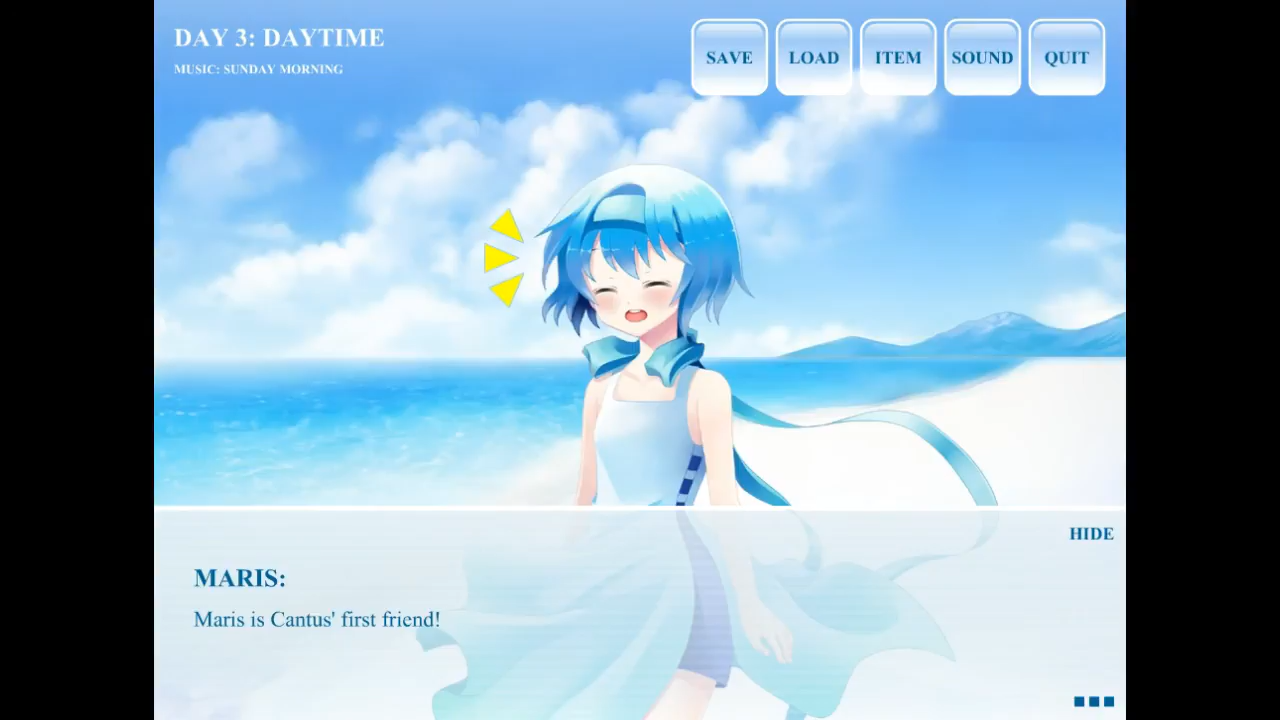 DAY 3: DAYTIME
MUSIC: SUNDAY MORNING
SAVE
LOAD
ITEM
SOUND
QUIT
HIDE
MARIS:
Maris is Cantus' first friend!